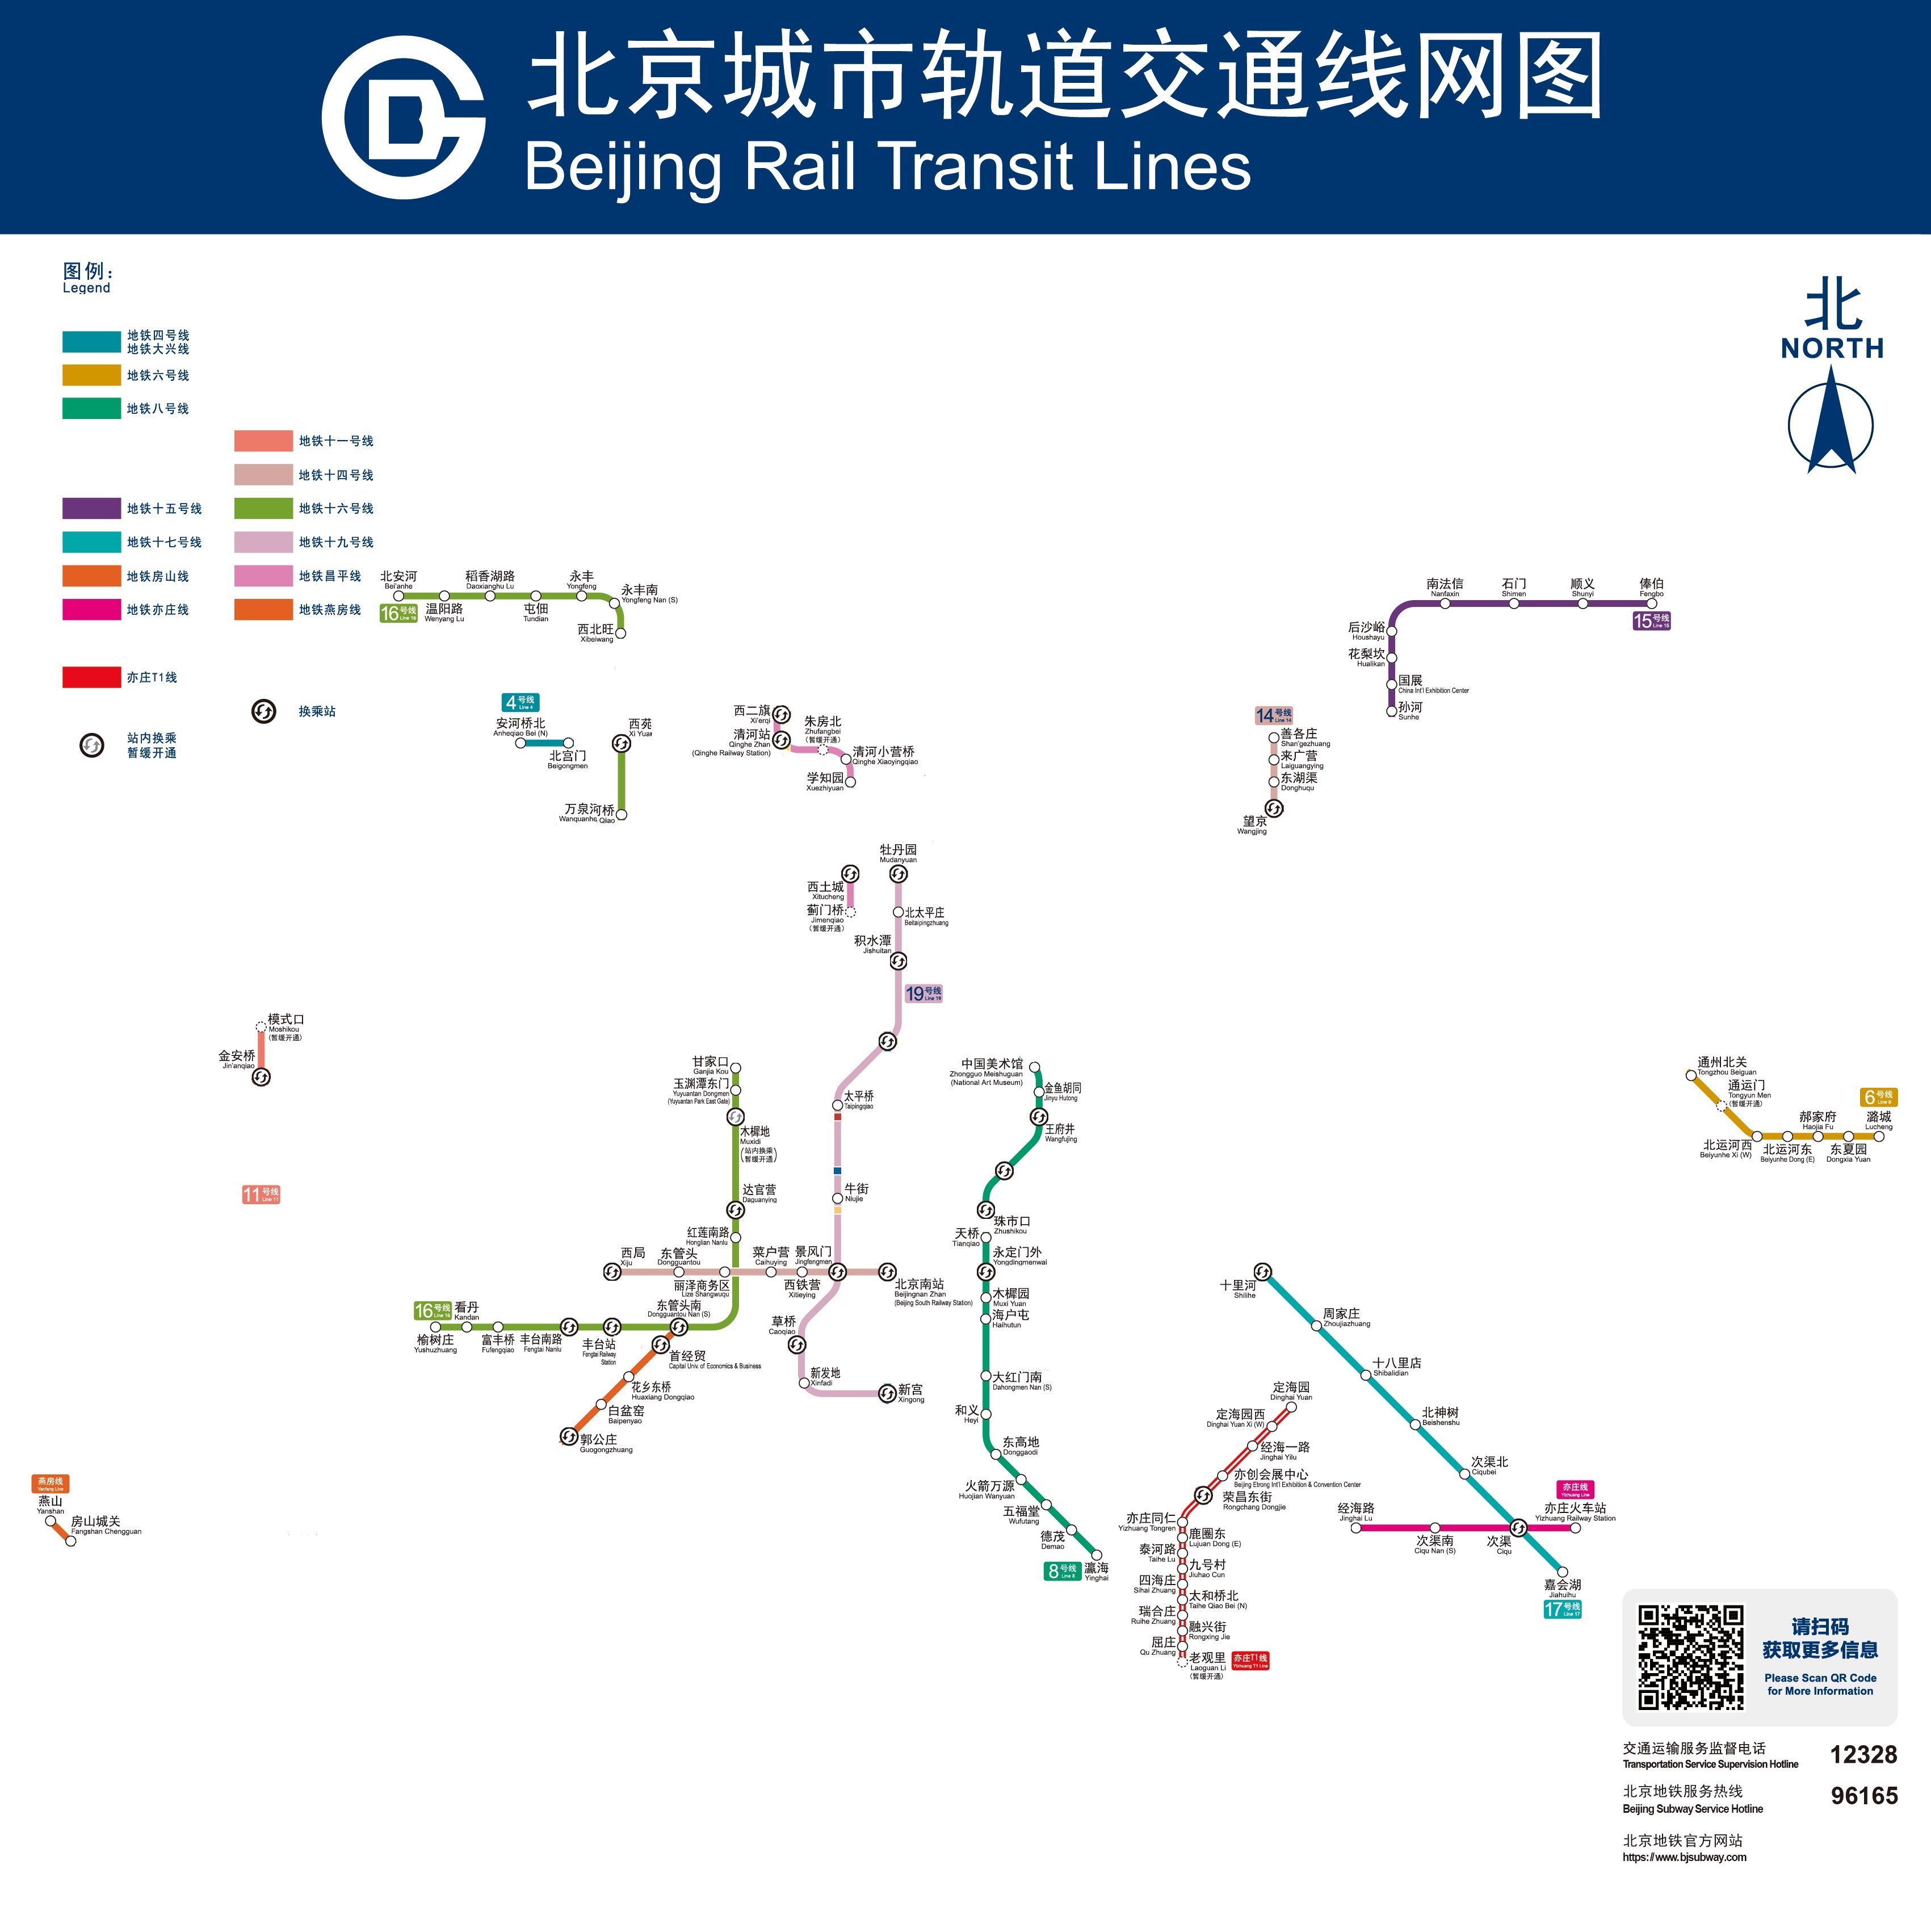 北京城市轨道交通线网图
Beijing Rail Transit Lines
图例：
Legend
地铁四号线
地铁大兴线
地铁六号线
地铁八号线
地铁十一号线
地铁十四号线
地铁十五号线
地铁十六号线
地铁十七号线
地铁十九号线
地铁房山线
地铁昌平线
地铁亦庄线
地铁燕房线
亦庄T1线
换乘站
站内换乘
暂缓开通
北
NORTH
北安河
Bei'anhe
16号线
Line 16
温阳路
Wenyang Lu
稻香湖路
Daoxianghu Lu
屯佃
Tundian
永丰
Yongfeng
永丰南
Yongfeng Nan (S)
西北旺
Xibeiwang
南法信
Nanfaxin
石门
Shimen
顺义
Shunyi
俸伯
Fengbo
15号线
Line 15
后沙峪
Houshayu
花梨坎
Hualikan
国展
China Int'l Exhibition Center
孙河
Sunhe
4号线
Line 4
安河桥北
Anheqiao Bei (N)
北宫门
Beigongmen
西苑
Xi Yuan
万泉河桥
Wanquanhe Qiao
西二旗
Xi'erqi
清河站
Qinghe Zhan
(Qinghe Railway Station)
朱房北
Zhufangbei
（暂缓开通）
清河小营桥
Qinghe Xiaoyingqiao
学知园
Xuezhiyuan
14号线
Line 14
善各庄
Shan'gezhuang
来广营
Laiguangying
东湖渠
Donghuqu
望京
Wangjing
牡丹园
Mudanyuan
西土城
Xitucheng
蓟门桥
Jimenqiao
（暂缓开通）
北太平庄
Beitaipingzhuang
积水潭
Jishuitan
19号线
Line 19
模式口
Moshikou
（暂缓开通）
金安桥
Jin'anqiao
11号线
Line 11
甘家口
Ganjia Kou
玉渊潭东门
Yuyuantan Dongmen
(Yuyuantan Park East Gate)
木樨地
Muxidi
（站内换乘
暂缓开通）
达官营
Daguanying
红莲南路
Honglian Nanlu
太平桥
Taipingqiao
牛街
Niujie
中国美术馆
Zhongguo Meishuguan
(National Art Museum)
金鱼胡同
Jinyu Hutong
王府井
Wangfujing
珠市口
Zhushikou
天桥
Tianqiao
永定门外
Yongdingmenwai
木樨园
Muxi Yuan
海户屯
Haihutun
大红门南
Dahongmen Nan (S)
和义
Heyi
东高地
Donggaodi
火箭万源
Huojian Wanyuan
五福堂
Wufutang
德茂
Demao
8号线
Line 8
瀛海
Yinghai
通州北关
Tongzhou Beiguan
通运门
Tongyun Men
（暂缓开通）
北运河西
Beiyunhe Xi (W)
北运河东
Beiyunhe Dong (E)
郝家府
Haojia Fu
东夏园
Dongxia Yuan
6号线
Line 6
潞城
Lucheng
西局
Xiju
东管头
Dongguantou
丽泽商务区
Lize Shangwuqu
菜户营
Caihuying
西铁营
Xitieying
景风门
Jingfengmen
北京南站
Beijingnan Zhan
(Beijing South Railway Station)
16号线
Line 16
看丹
Kandan
榆树庄
Yushuzhuang
富丰桥
Fufengqiao
丰台南路
Fengtai Nanlu
丰台站
Fengtai Railway
Station
东管头南
Dongguantou Nan (S)
首经贸
Capital Univ. of Economics & Business
花乡东桥
Huaxiang Dongqiao
白盆窑
Baipenyao
郭公庄
Guogongzhuang
草桥
Caoqiao
新发地
Xinfadi
新宫
Xingong
燕房线
Yanfang Line
燕山
Yanshan
房山城关
Fangshan Chengguan
十里河
Shilihe
周家庄
Zhoujiazhuang
十八里店
Shibalidian
北神树
Beishenshu
次渠北
Ciqubei
次渠
Ciqu
嘉会湖
Jiahuihu
17号线
Line 17
经海路
Jinghai Lu
次渠南
Ciqu Nan (S)
亦庄线
Yizhuang Line
亦庄火车站
Yizhuang Railway Station
定海园
Dinghai Yuan
定海园西
Dinghai Yuan Xi (W)
经海一路
Jinghai Yilu
亦创会展中心
Beijing Etrong Int'l Exhibition & Convention Center
荣昌东街
Rongchang Dongjie
亦庄同仁
Yizhuang Tongren
鹿圈东
Lujuan Dong (E)
泰河路
Taihe Lu
九号村
Jiuhao Cun
四海庄
Sihai Zhuang
太和桥北
Taihe Qiao Bei (N)
瑞合庄
Ruihe Zhuang
融兴街
Rongxing Jie
屈庄
Qu Zhuang
老观里
Laoguan Li
（暂缓开通）
亦庄T1线
Yizhuang T1 Line
请扫码
获取更多信息
Please Scan QR Code
for More Information
交通运输服务监督电话
Transportation Service Supervision Hotline
12328
北京地铁服务热线
Beijing Subway Service Hotline
96165
北京地铁官方网站
https://www.bjsubway.com